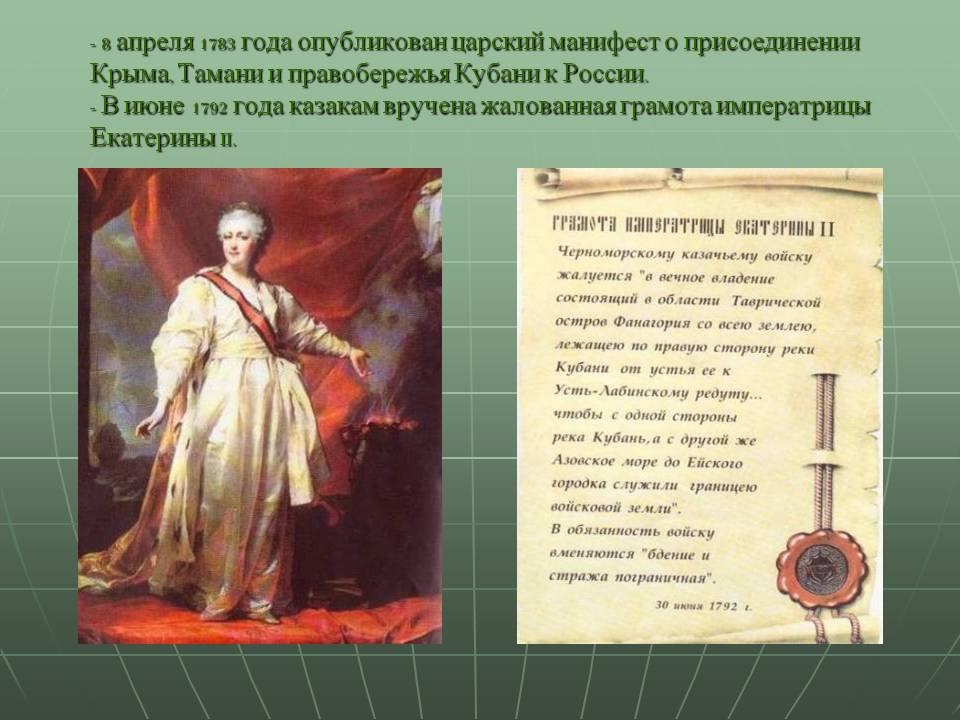 - 8 апреля 1783 года опубликован царский манифест о присоединении
Крыма, Тамани и правобережья Кубани к России.
- В июне 1792 года казакам вручена жалованная грамота императрицы
Екатерины II.
ГРАМОТА ИМПЕРАТРИЦЫ ЕКАТЕРИНЫ II
Черноморскому казачьему войску
жалуется "в вечное владение
состоящий в области Таврической
остров Фанагория со всею землею,
лежащею по правую сторону реки
Кубани от устья ее к
Усть-Лабинскому редуту...
чтобы с одной стороны
река Кубань,а с другой же
Азовское море до Ейского
городка служили границею
войсковой земли".
В обязанность войску
вменяются "бдение и
стража пограничная".
30 июня 1792 г.